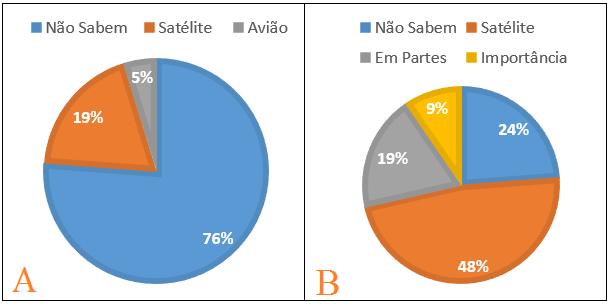 Não Sabem Satélite Avião
5%
19%
76%
A
Não Sabem Satélite
Em Partes Importância
9%
24%
19%
48%
B